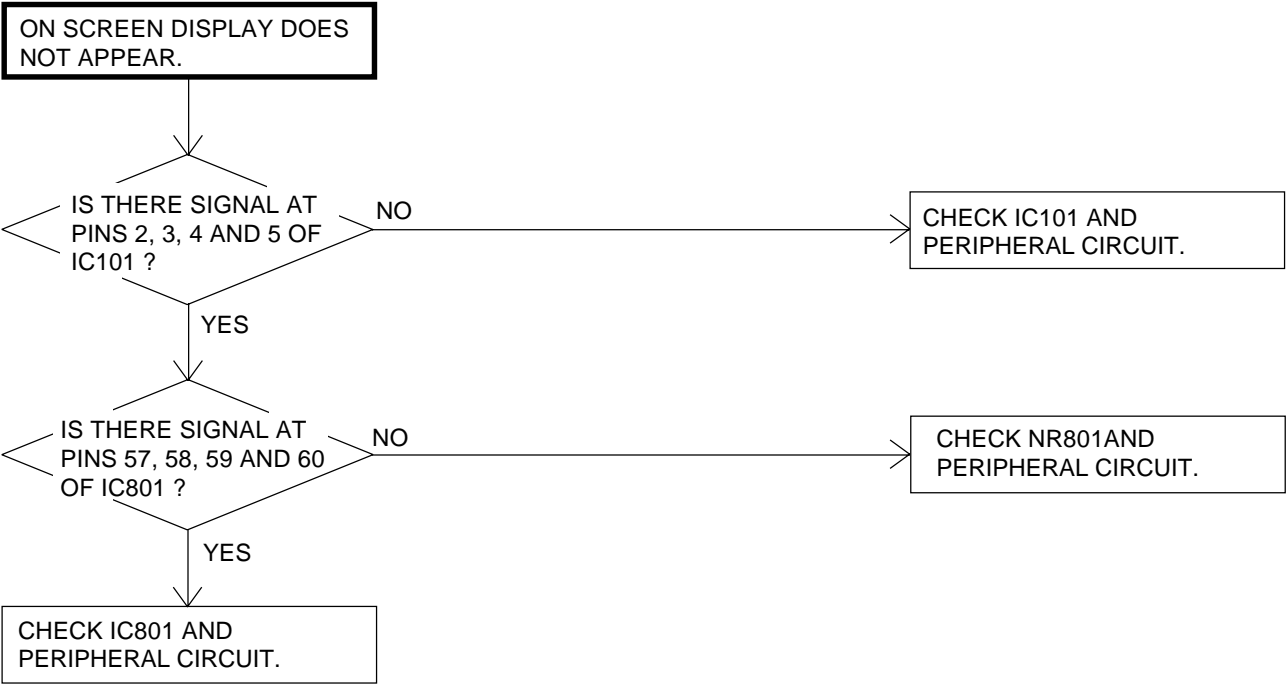 ON SCREEN DISPLAY DOES
NOT APPEAR.
IS THERE SIGNAL AT
PINS 2, 3, 4 AND 5 OF
IC101 ?
NO
CHECK IC101 AND
PERIPHERAL CIRCUIT.
YES
IS THERE SIGNAL AT
PINS 57, 58, 59 AND 60
OF IC801 ?
NO
CHECK NR801AND
PERIPHERAL CIRCUIT.
YES
CHECK IC801 AND
PERIPHERAL CIRCUIT.